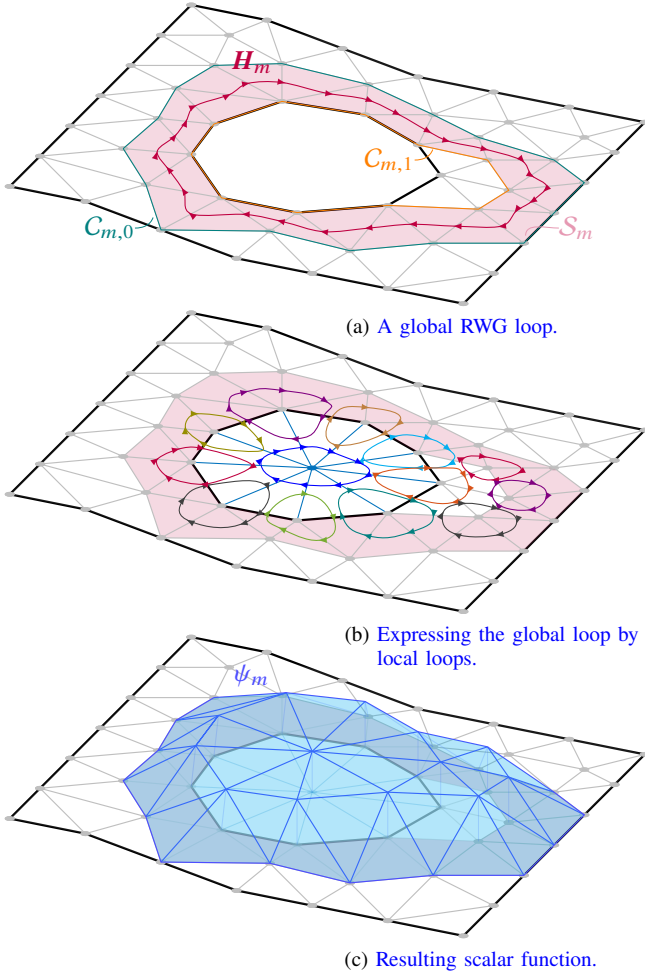 H_m
C_{m,1}
C_{m,0}
S_m
(a) A global RWG loop.
(b) Expressing the global loop by
local loops.
ψ_m
(c) Resulting scalar function.